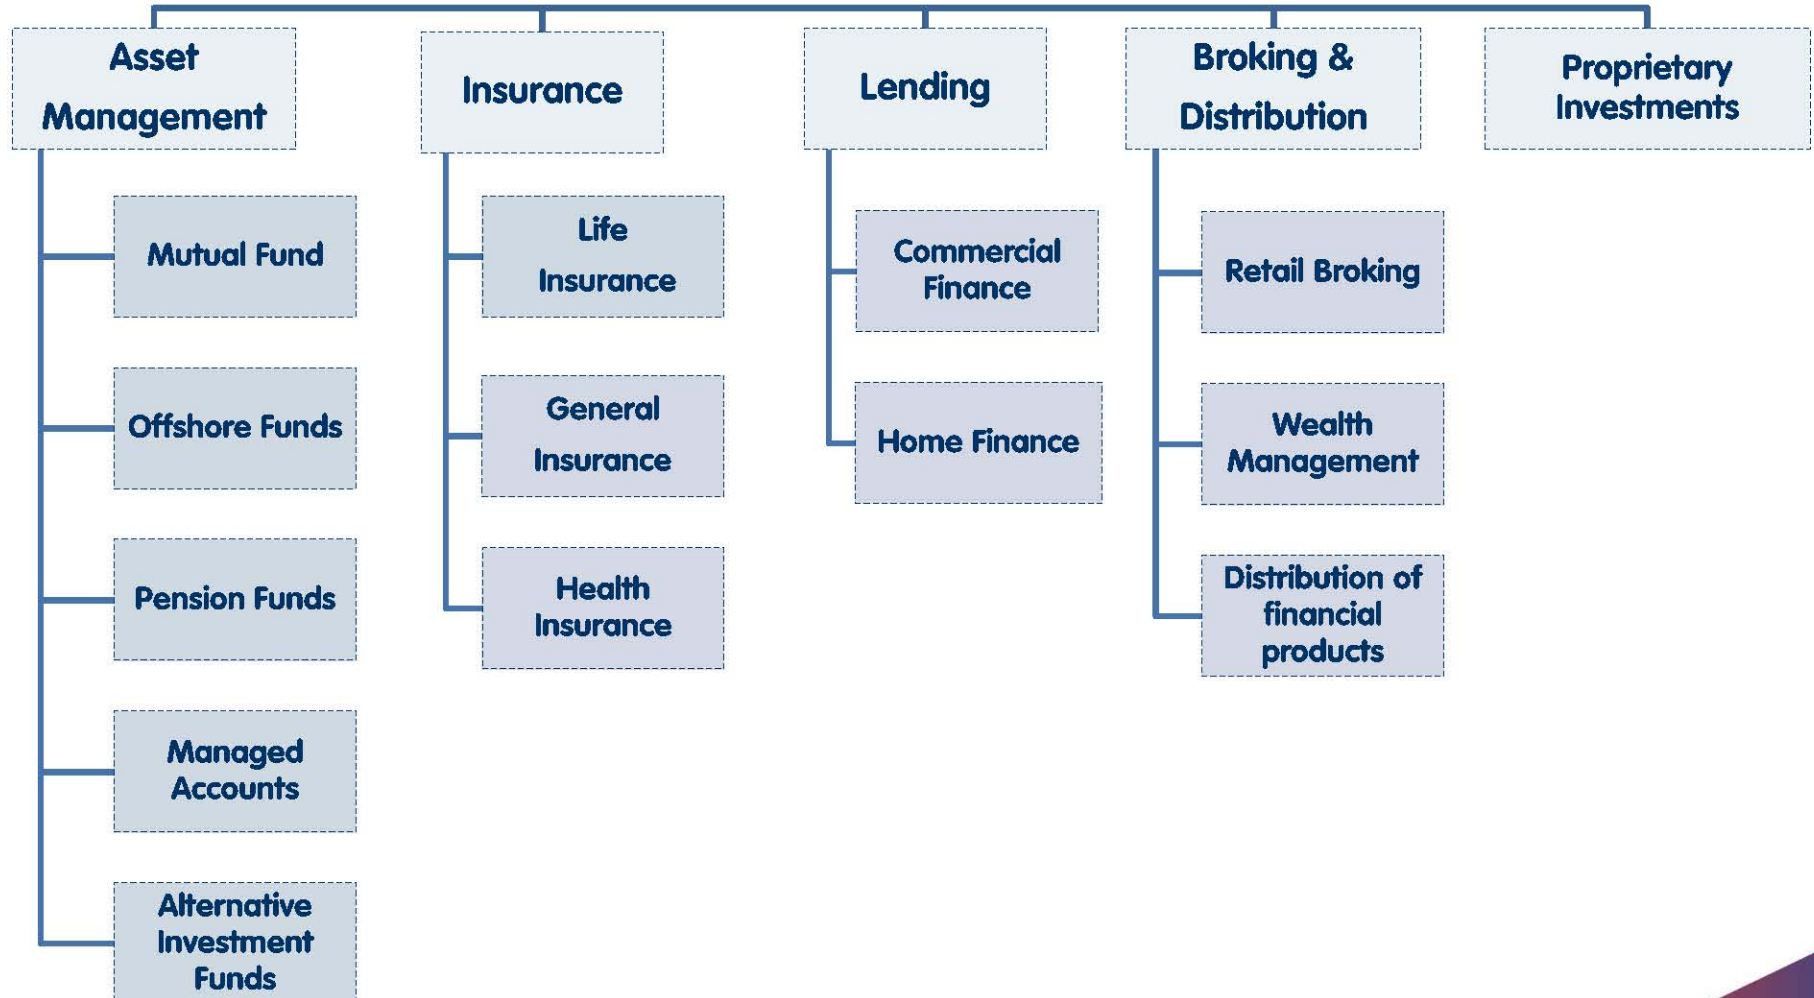 Asset
Management
Insurance
Lending
Broking &
Distribution
Proprietary
Investments
Mutual Fund
Offshore Funds
Pension Funds
Managed
Accounts
Alternative
Investment
Funds
Life
Insurance
General
Insurance
Health
Insurance
Commercial
Finance
Home Finance
Retail Broking
Wealth
Management
Distribution of
financial
products